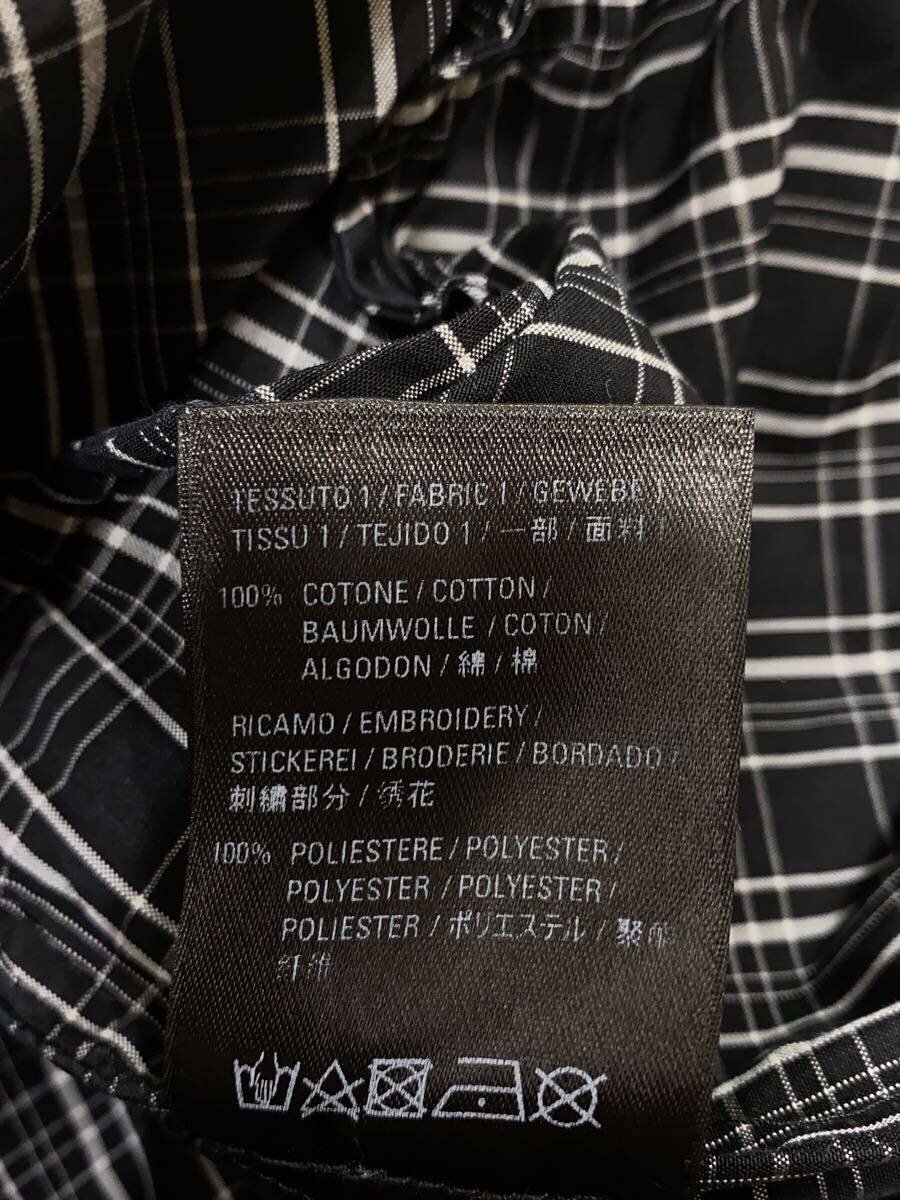 TESSUTO 1 / FABRIC 1 / GEWEBE 1
TISSU 1 / TEJIDO 1 / 一部 / 面料 1
100% COTONE / COTTON /
BAUMWOLLE / COTON /
ALGODON / 綿 / 棉
RICAMO / EMBROIDERY /
STICKEREI / BRODERIE / BORDADO /
刺繍部分 / 绣花
100% POLIESTERE / POLYESTER /
POLYESTER / POLYESTER /
POLIESTER / ポリエステル / 聚酯
纤维